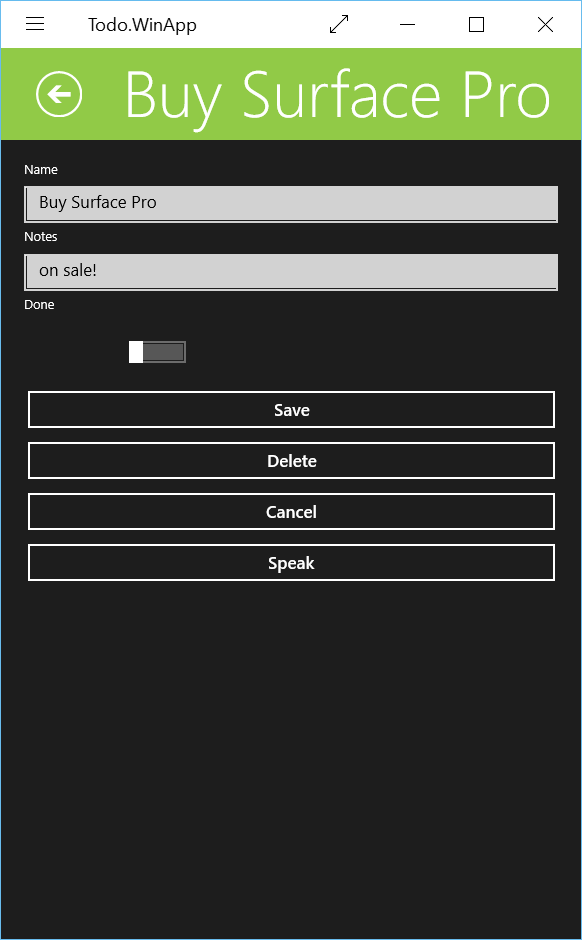 Todo.WinApp
Buy Surface Pro
Name
Buy Surface Pro
Notes
on sale!
Done
Save
Delete
Cancel
Speak